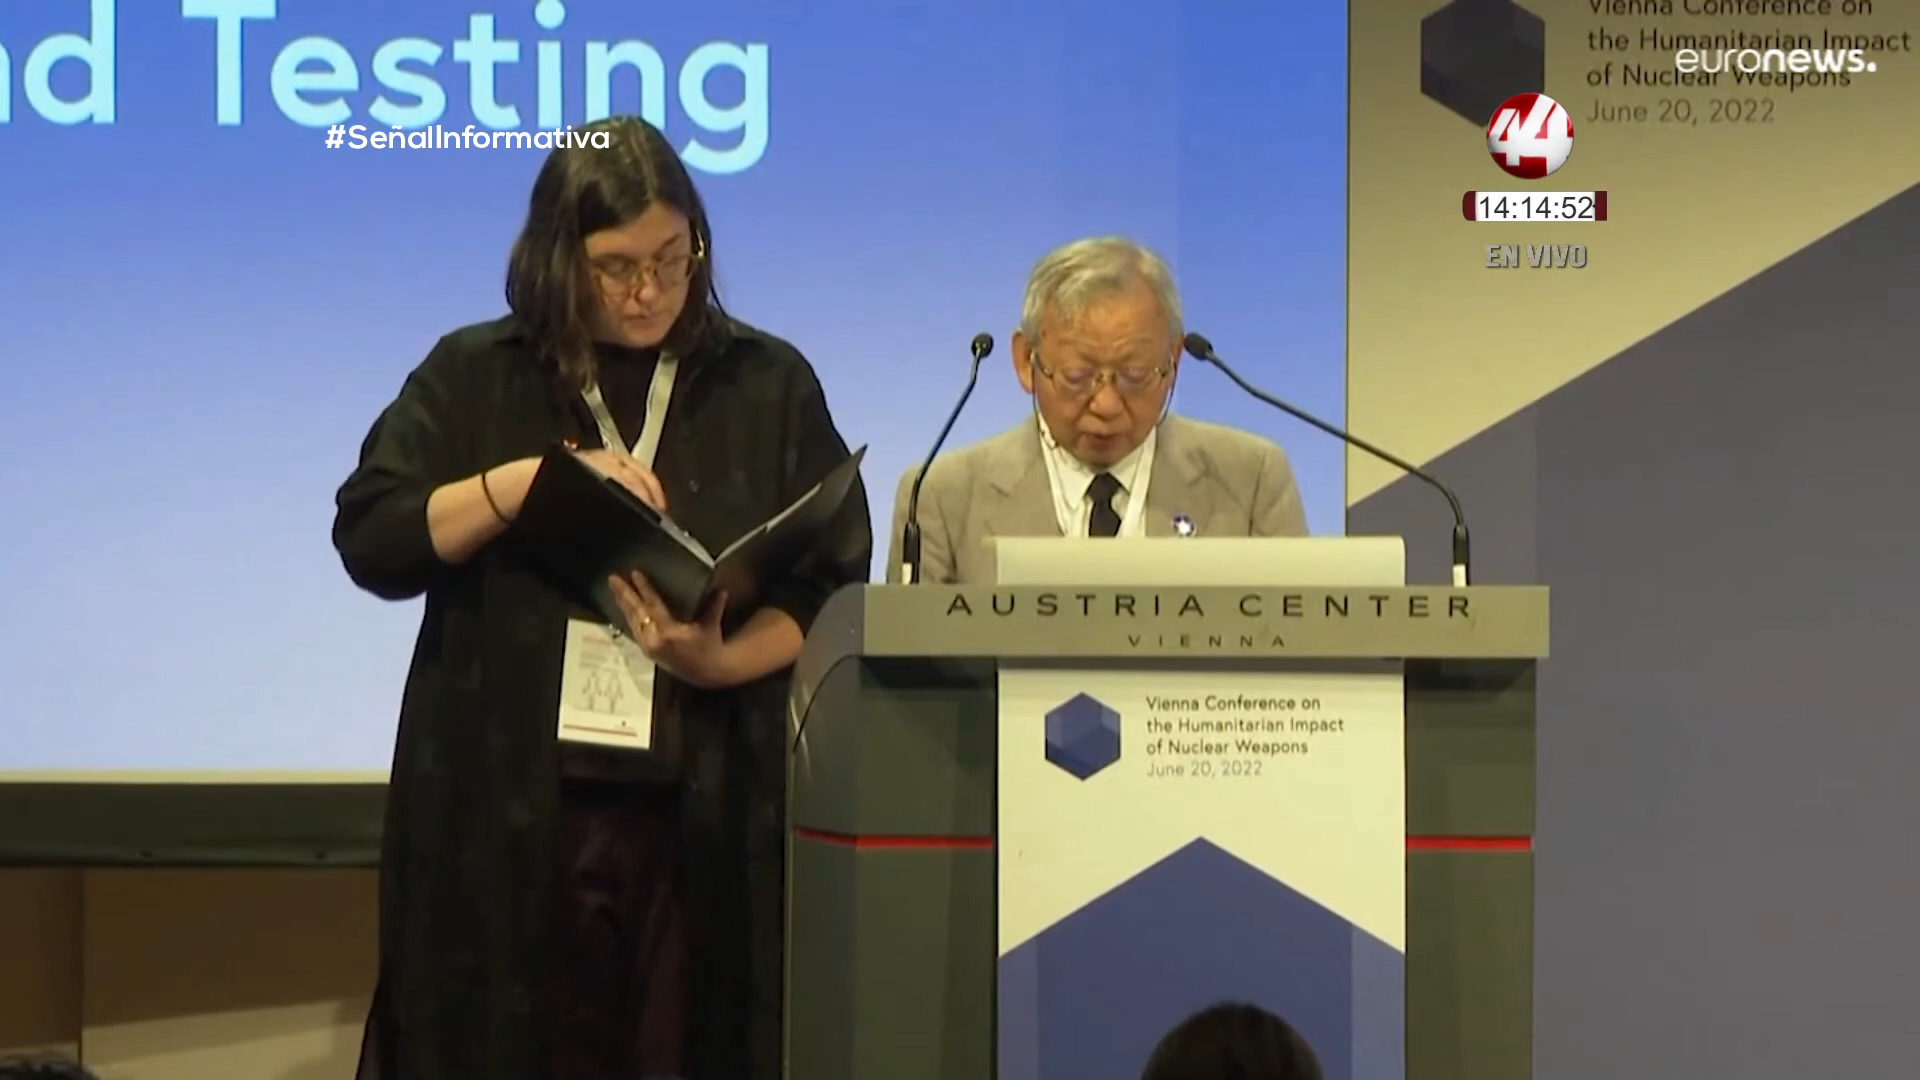 nd Testing
#SeñalInformativa
Vienna Conference on
the Humanitarian Impact
of Nuclear Weapons
June 20, 2022
euronews.
44
14:14:52
EN VIVO
AUSTRIA CENTER
VIENNA
Vienna Conference on
the Humanitarian Impact
of Nuclear Weapons
June 20, 2022